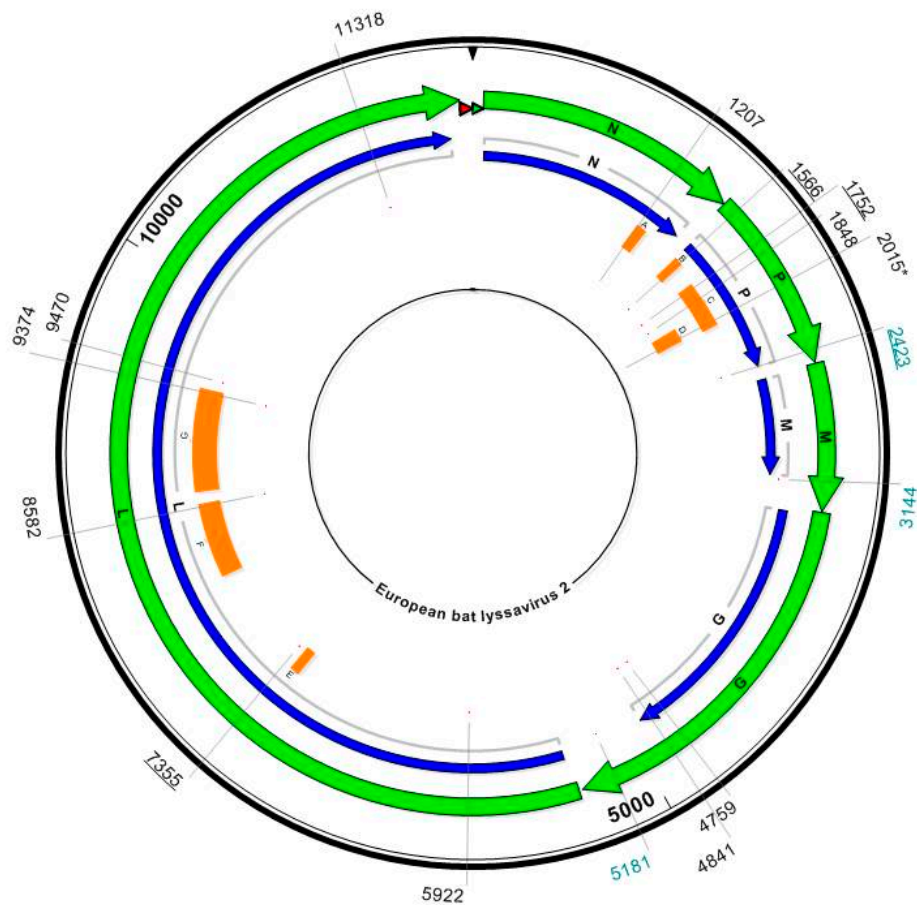 11318
1207
1566
1752
1848
2015*
2423
3144
4759
4841
5181
5000
5922
7355
8582
9374
9470
10000
N
P
M
G
L
N
P
M
G
L
A
B
C
D
E
F
G
European bat lyssavirus 2